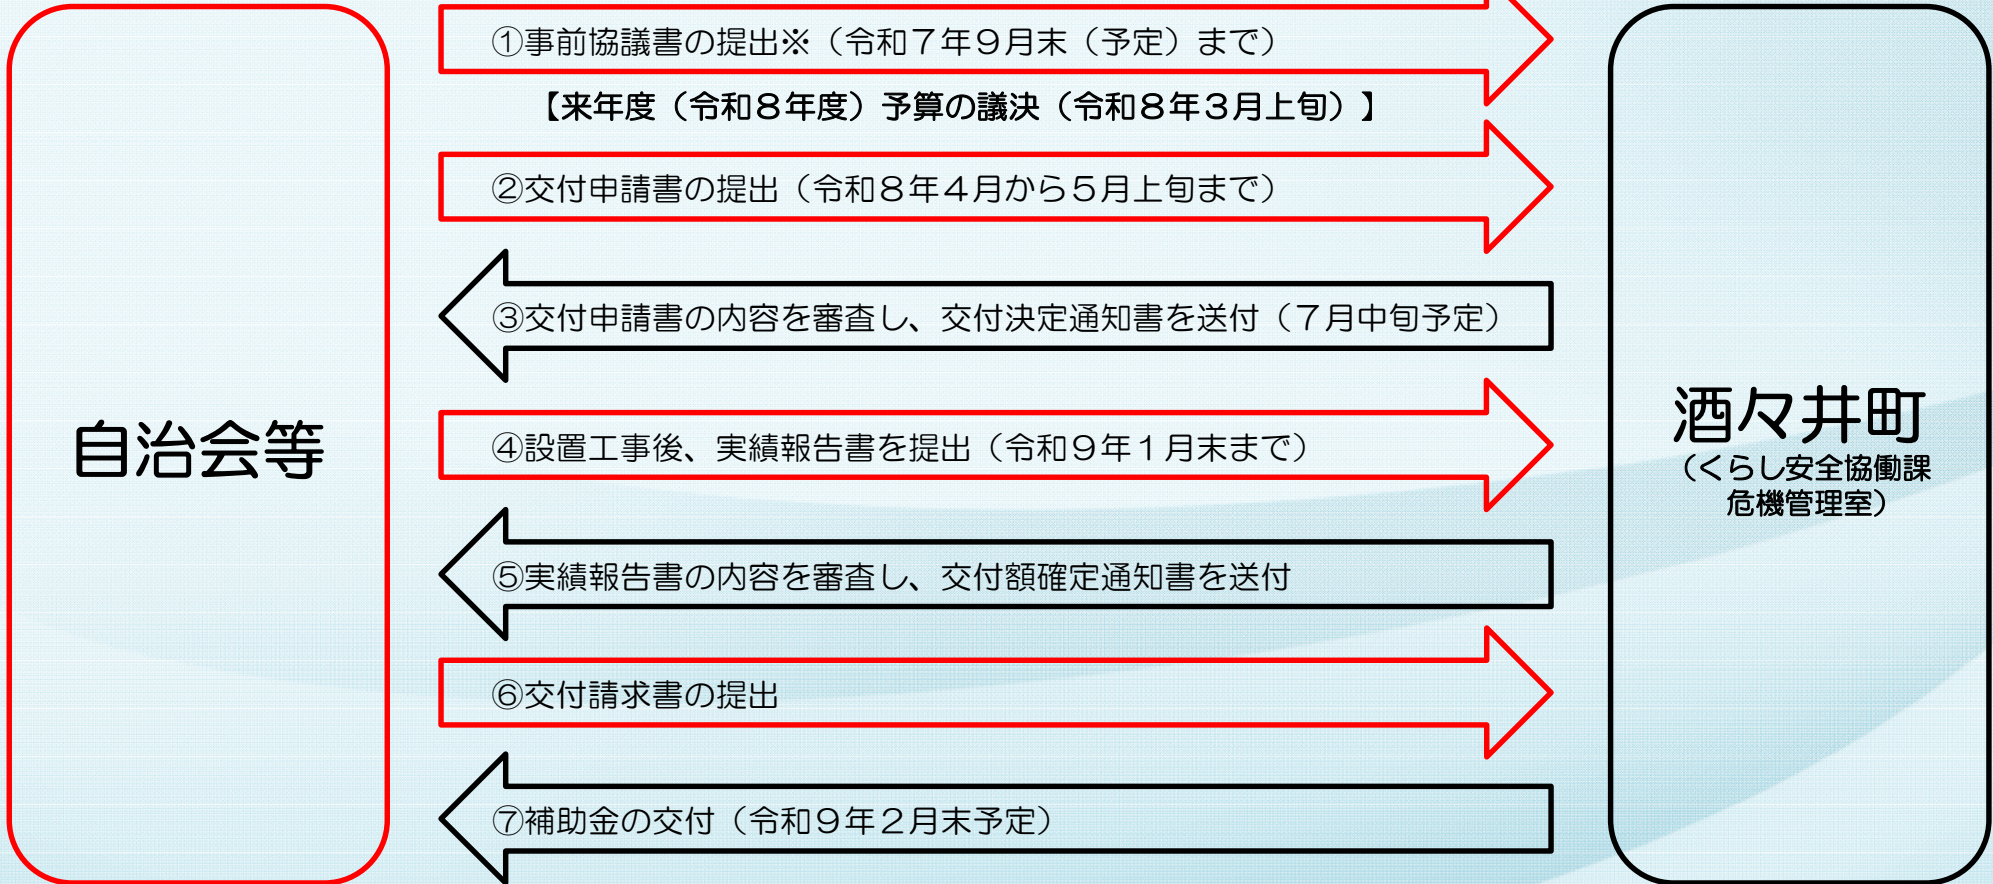 ①事前協議書の提出※（令和７年９月末（予定）まで）
【来年度（令和８年度）予算の議決（令和８年３月上旬）】
②交付申請書の提出（令和８年４月から５月上旬まで）
③交付申請書の内容を審査し、交付決定通知書を送付（７月中旬予定）
自治会等
④設置工事後、実績報告書を提出（令和９年１月末まで）
酒々井町
（くらし安全協働課
危機管理室）
⑤実績報告書の内容を審査し、交付額確定通知書を送付
⑥交付請求書の提出
⑦補助金の交付（令和９年２月末予定）